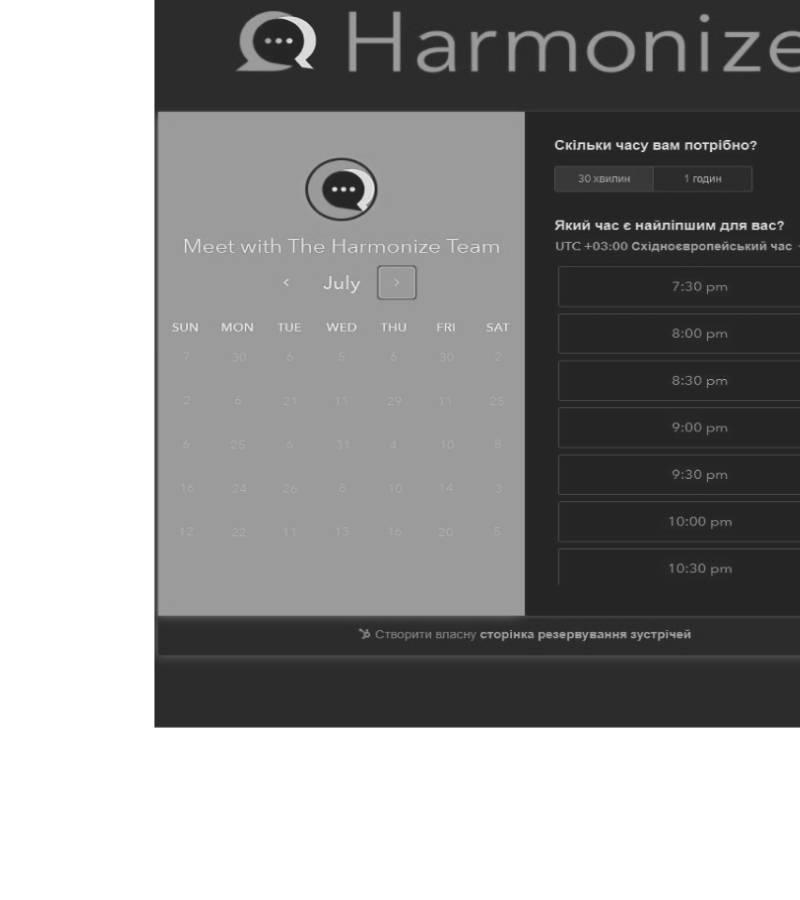 Harmonize
Meet with The Harmonize Team
July
SUN MON TUE WED THU FRI SAT
7 30 6 5 6 30 2
2 6 21 11 29 11 25
6 25 6 31 4 10 8
16 24 26 8 10 14 3
12 22 11 13 16 20 5
Скільки часу вам потрібно?
30 хвилин 1 годин
Який час є найліпшим для вас?
UTC +03:00 Східноєвропейський час
7:30 pm
8:00 pm
8:30 pm
9:00 pm
9:30 pm
10:00 pm
10:30 pm
Створити власну сторінка резервування зустрічей